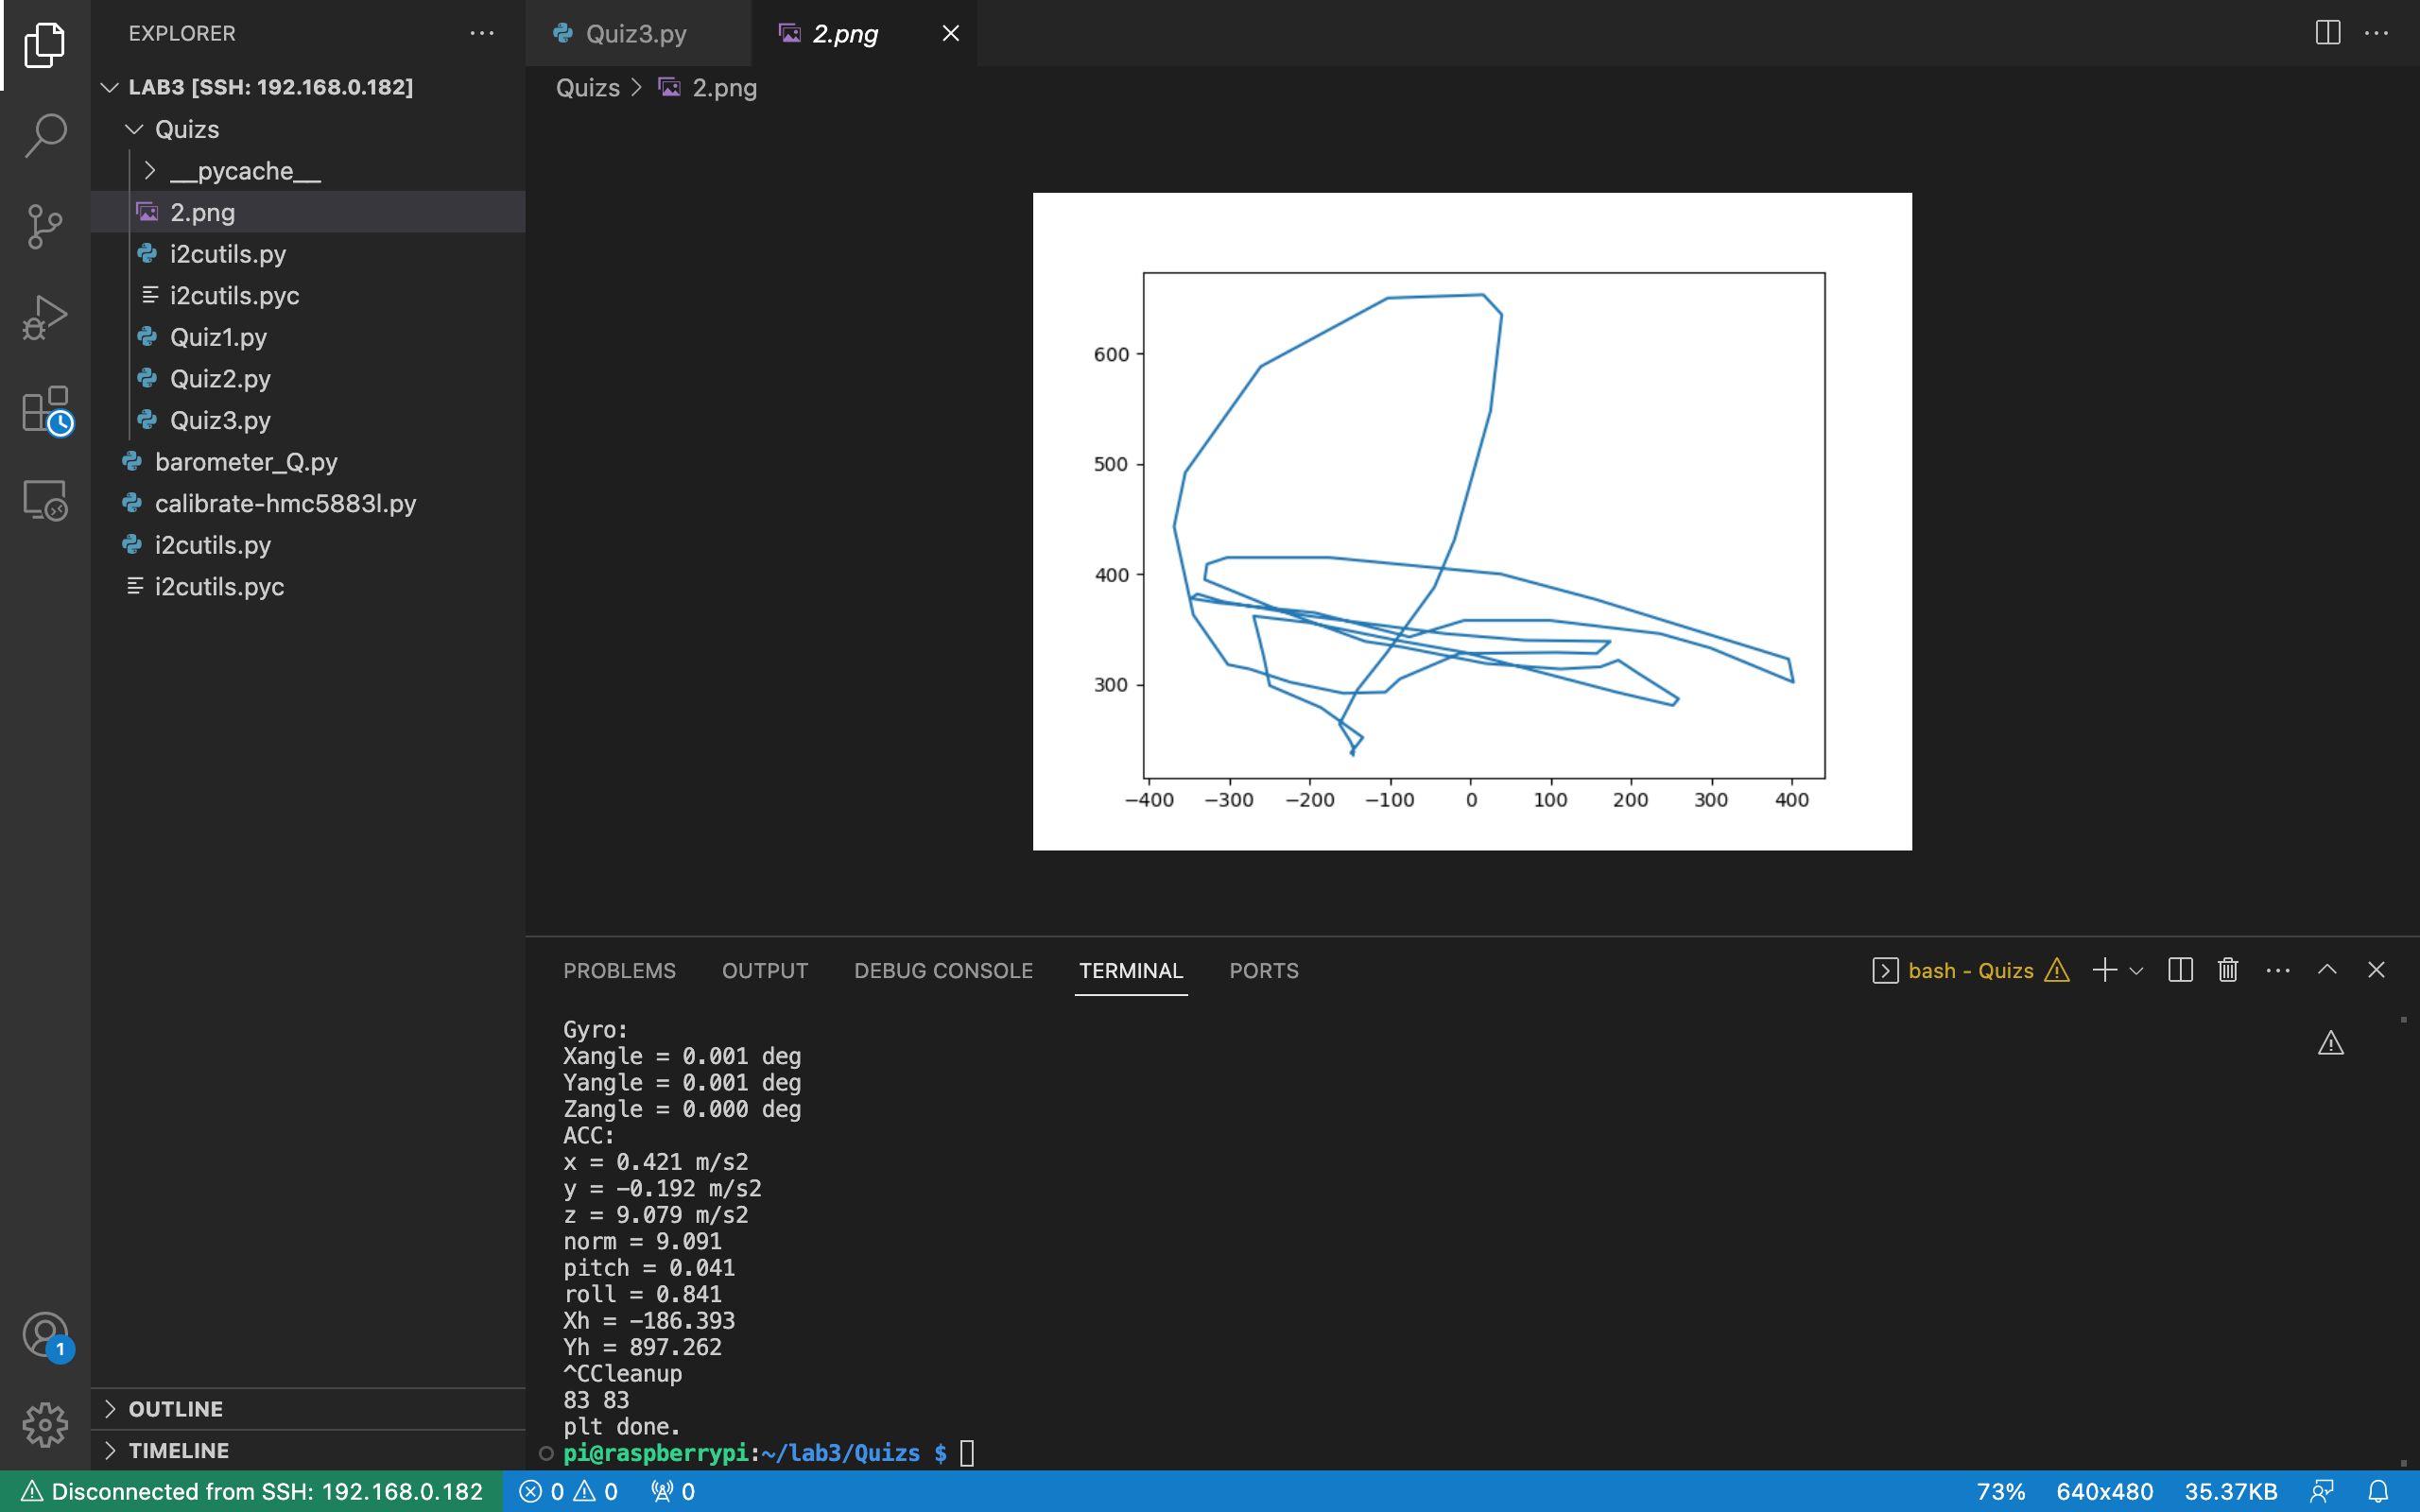 EXPLORER
LAB3 [SSH: 192.168.0.182]
Quizs
__pycache__
2.png
i2cutils.py
i2cutils.pyc
Quiz1.py
Quiz2.py
Quiz3.py
barometer_Q.py
calibrate-hmc5883l.py
i2cutils.py
i2cutils.pyc
OUTLINE
TIMELINE
1
Quiz3.py
2.png
Quizs > 2.png
600
500
400
300
−400 −300 −200 −100 0 100 200 300 400
PROBLEMS OUTPUT DEBUG CONSOLE TERMINAL PORTS
bash - Quizs
Gyro:
Xangle = 0.001 deg
Yangle = 0.001 deg
Zangle = 0.000 deg
ACC:
x = 0.421 m/s2
y = -0.192 m/s2
z = 9.079 m/s2
norm = 9.091
pitch = 0.041
roll = 0.841
Xh = -186.393
Yh = 897.262
^CCleanup
83 83
plt done.
pi@raspberrypi:~/lab3/Quizs $
Disconnected from SSH: 192.168.0.182 0 0 0 73% 640x480 35.37KB